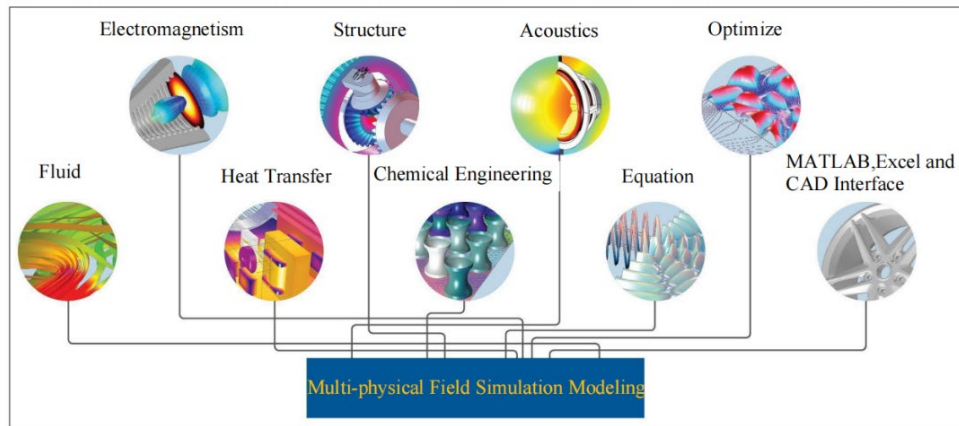 Electromagnetism
Structure
Acoustics
Optimize
Fluid
Heat Transfer
Chemical Engineering
Equation
MATLAB,Excel and
CAD Interface
Multi-physical Field Simulation Modeling